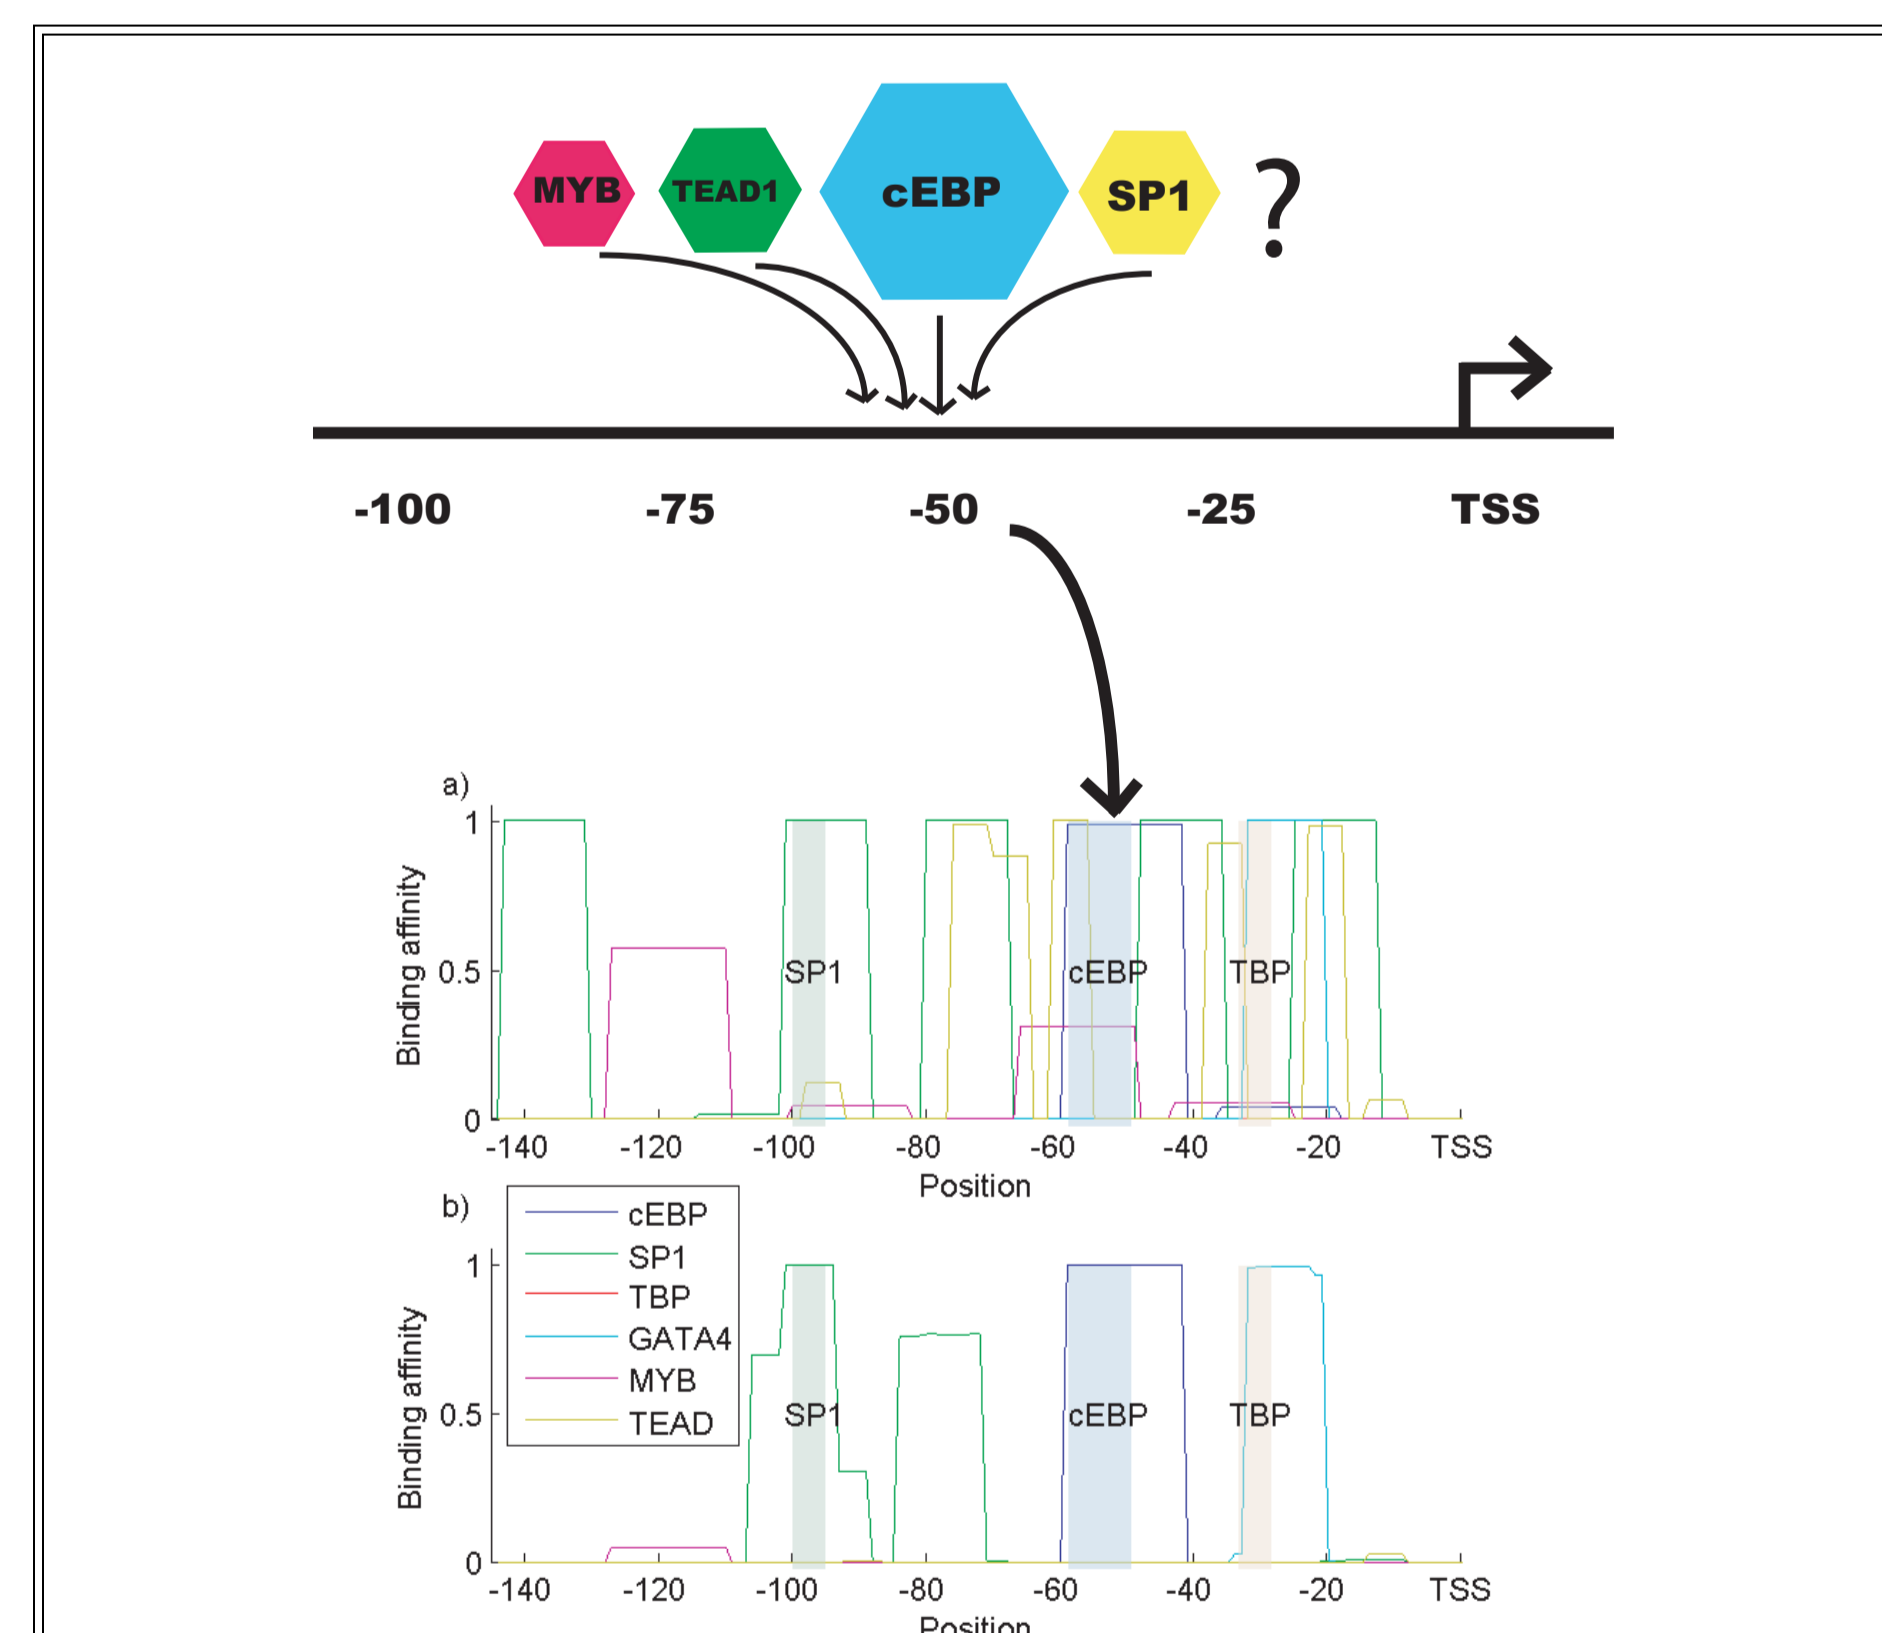 MYB TEAD1 cEBP SP1 ?
-100 -75 -50 -25 TSS
a)
1
0.5
0
Binding affinity
SP1 cEBP TBP
-140 -120 -100 -80 -60 -40 -20 TSS
Position
b)
cEBP
SP1
TBP
GATA4
MYB
TEAD
1
0.5
0
Binding affinity
SP1 cEBP TBP
-140 -120 -100 -80 -60 -40 -20 TSS
Position